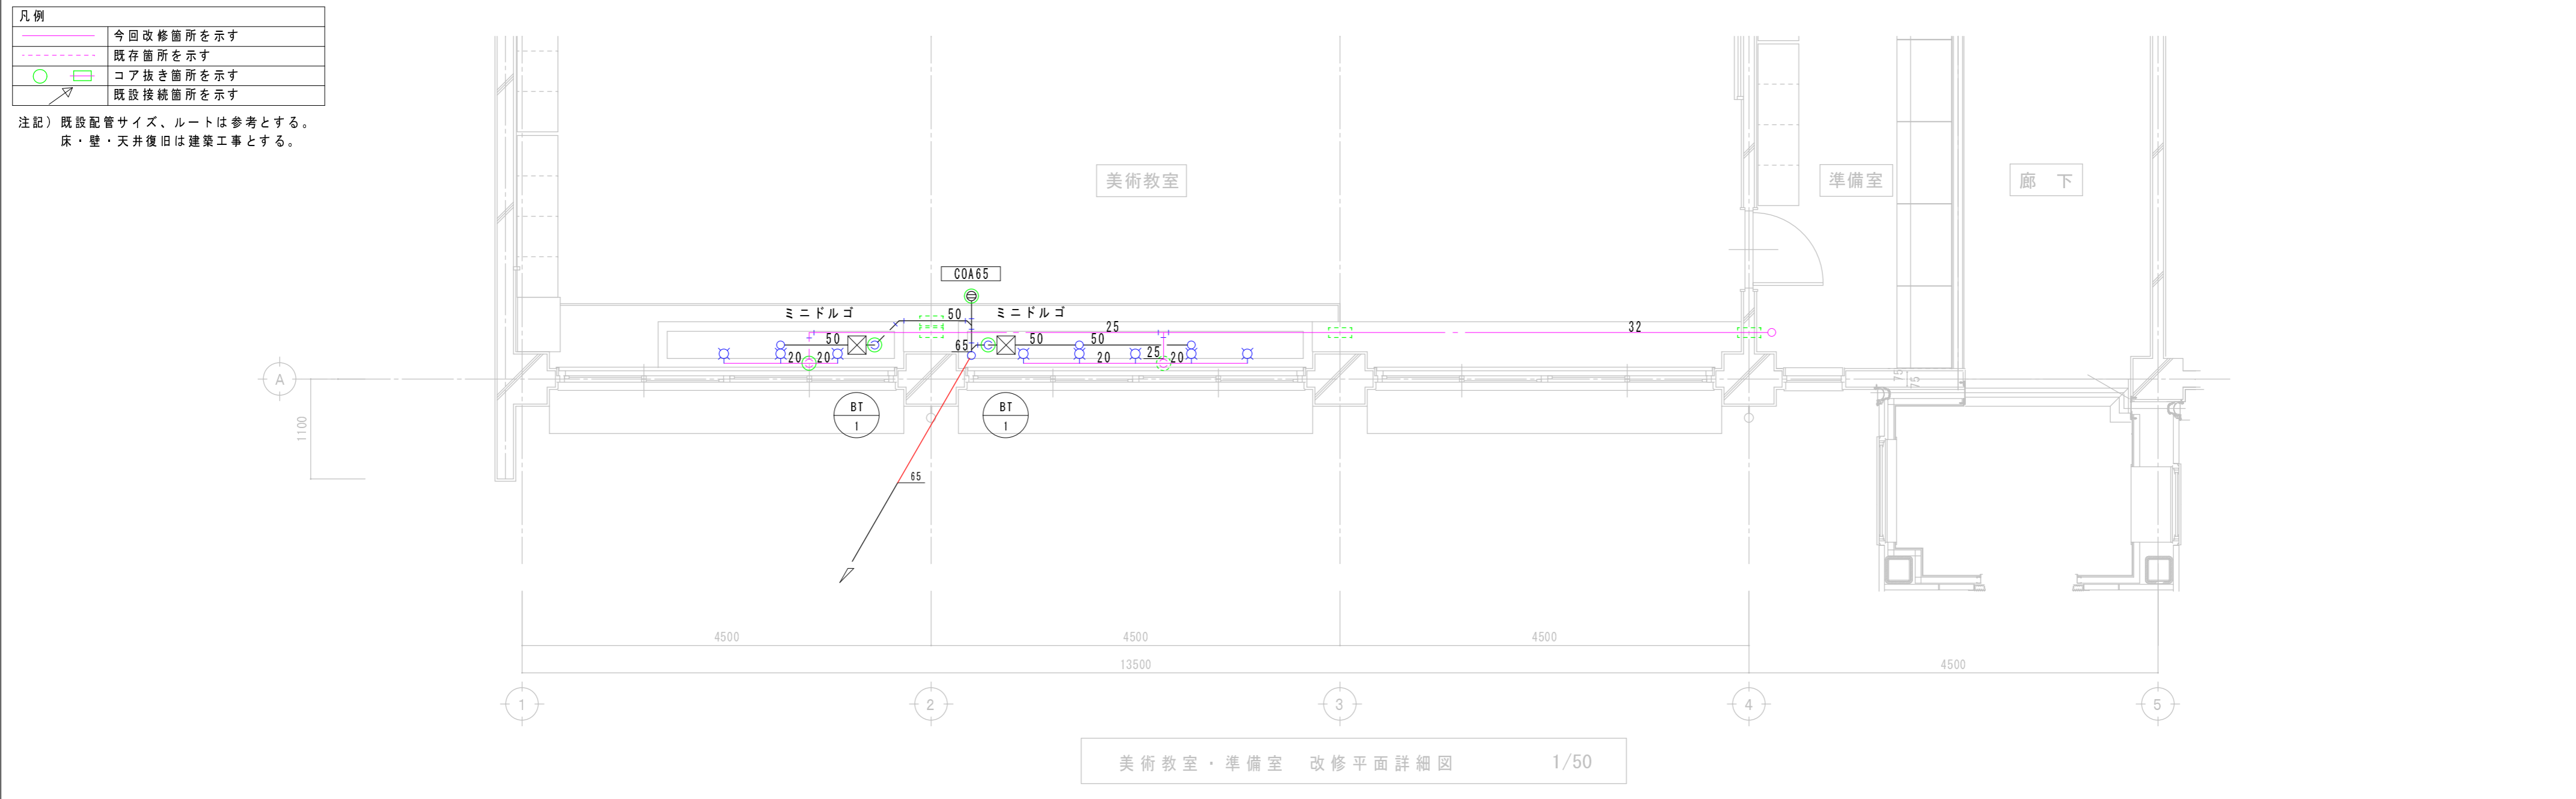 凡例
今回改修箇所を示す
既存箇所を示す
コア抜き箇所を示す
既設接続箇所を示す
注記）既設配管サイズ、ルートは参考とする。
床・壁・天井復旧は建築工事とする。
美術教室
準備室
廊 下
COA65
ミニドルゴ
50
ミニドルゴ
25
32
50
65
50
50
20
20
20
25
20
A
75
75
BT
1
BT
1
1100
65
4500
4500
4500
13500
4500
1
2
3
4
5
美術教室・準備室 改修平面詳細図 1/50